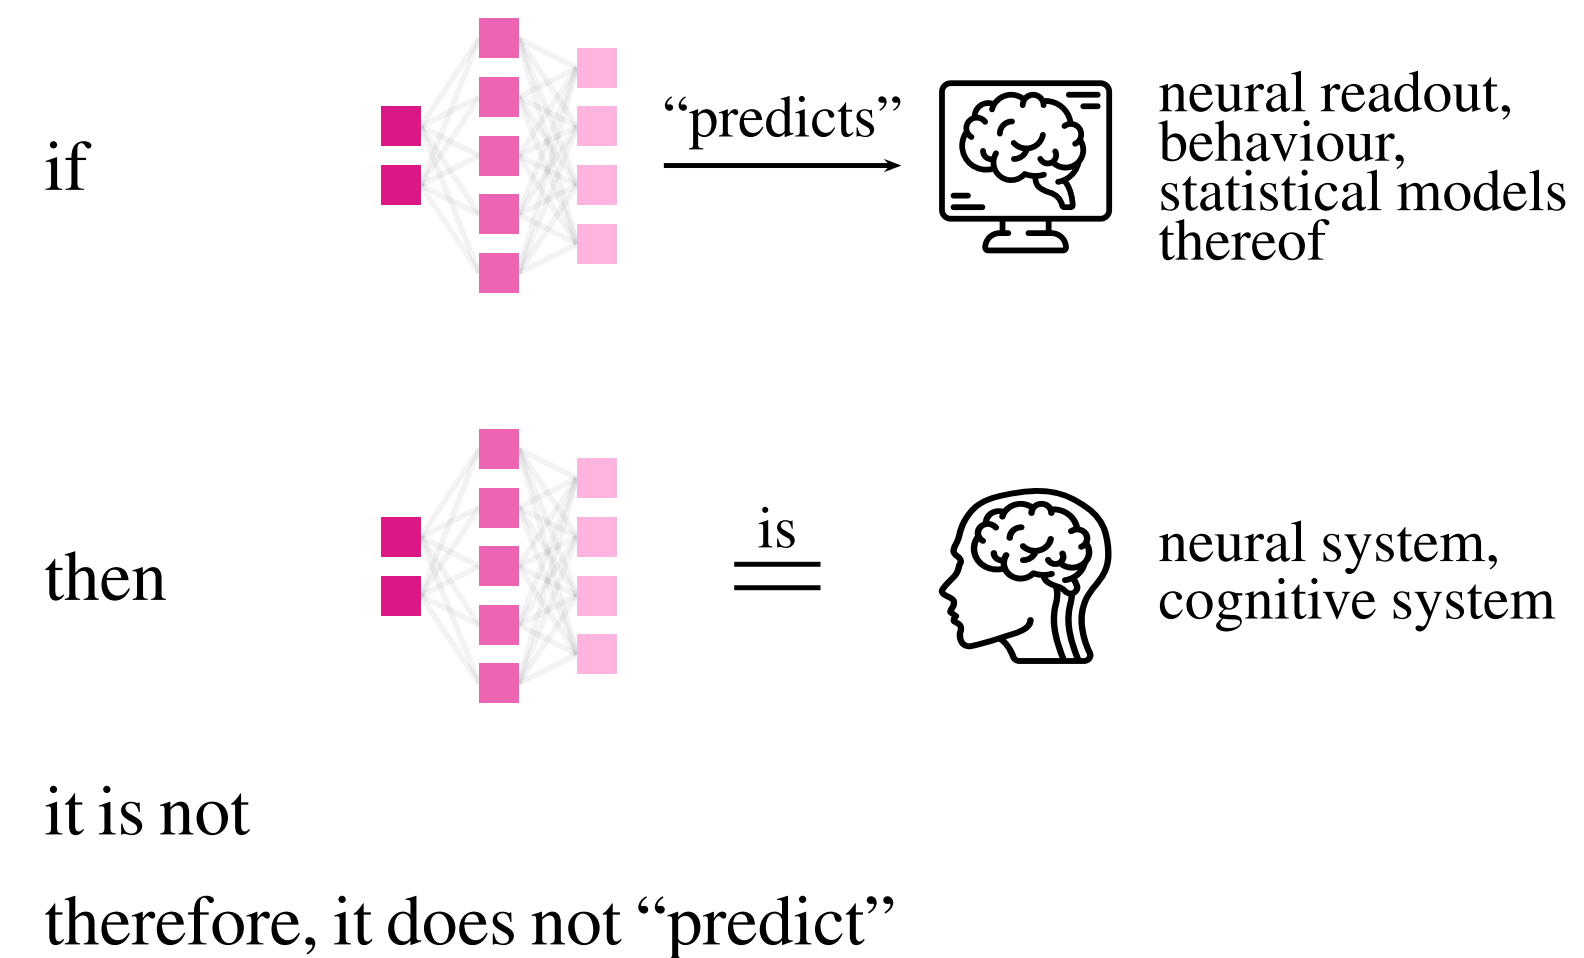 if
“predicts”
neural readout,
behaviour,
statistical models
thereof
then
is
neural system,
cognitive system
it is not
therefore, it does not “predict”